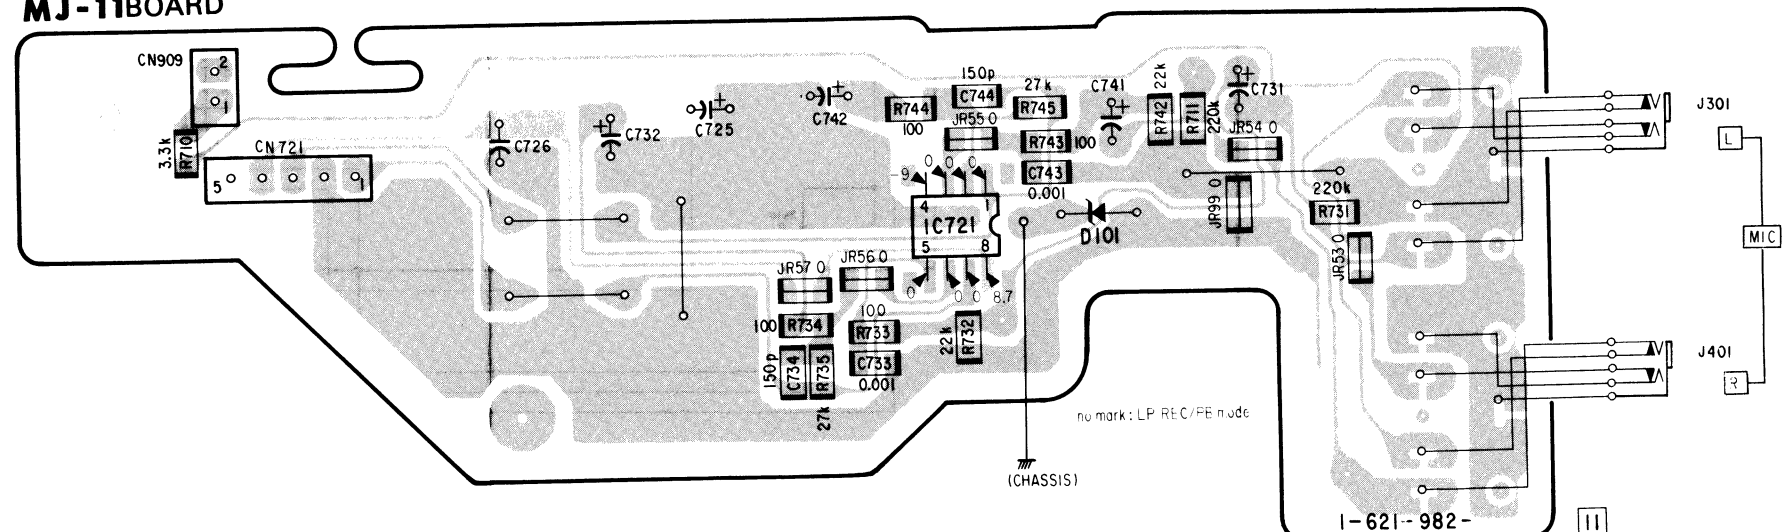 MJ-11BOARD
CN909
2
1
3.3k
R710
CN721
5
1
C726
C732
C725
C742
R744
100
150p
C744
JR55 0
27k
R745
R743
100
C743
0.001
C741
22k
R742
R711
220k
C731
JR54 0
JR99 0
220k
R731
JR53 0
-9
0
0
0
4
1
IC721
5
8
0
0
0
8.7
D101
JR57 0
JR56 0
100
R734
100
R733
C733
0.001
150p
C734
R735
27k
22k
R732
(CHASSIS)
no mark: LP REC/PB mode
J301
L
MIC
J401
R
1-621-982-
11